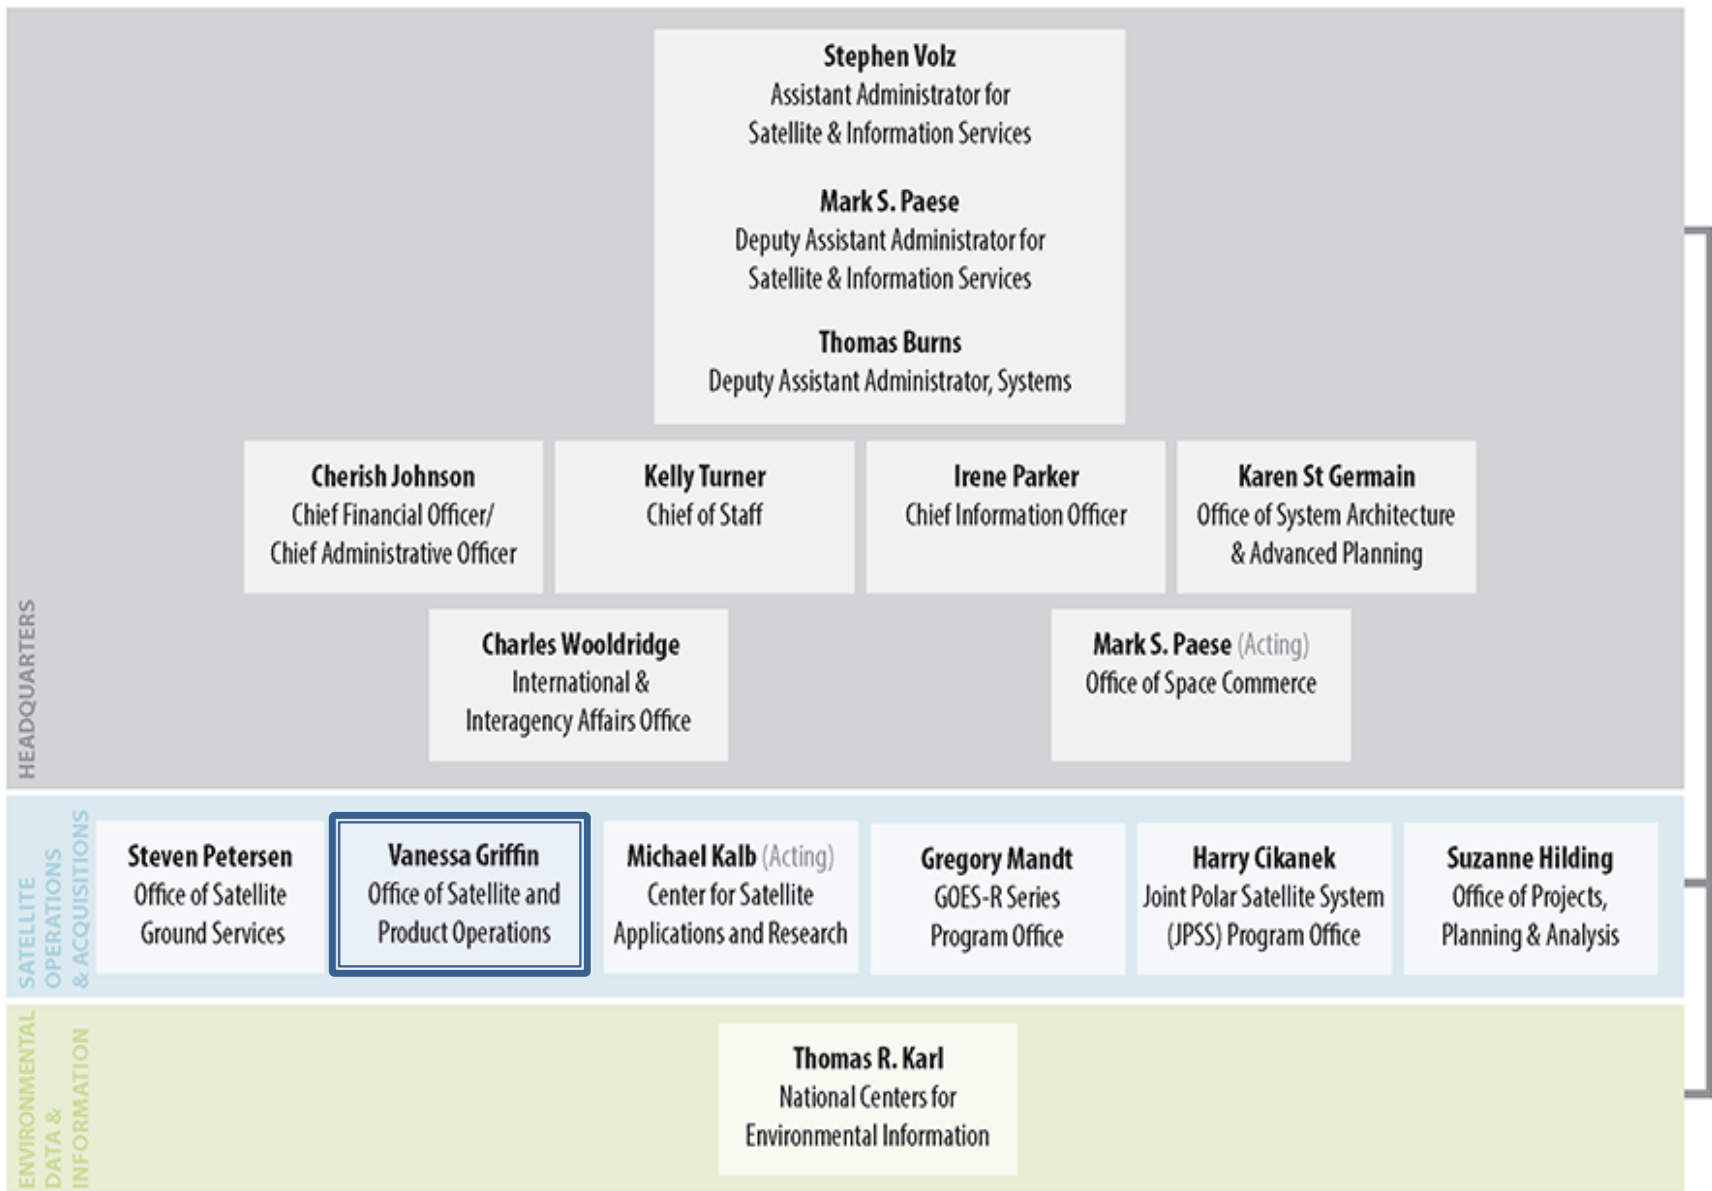 Stephen Volz
Assistant Administrator for
Satellite & Information Services
Mark S. Paese
Deputy Assistant Administrator for
Satellite & Information Services
Thomas Burns
Deputy Assistant Administrator, Systems
Cherish Johnson
Chief Financial Officer/
Chief Administrative Officer
Kelly Turner
Chief of Staff
Irene Parker
Chief Information Officer
Karen St Germain
Office of System Architecture
& Advanced Planning
Charles Wooldridge
International &
Interagency Affairs Office
Mark S. Paese (Acting)
Office of Space Commerce
HEADQUARTERS
SATELLITE
OPERATIONS
& ACQUISITIONS
Steven Petersen
Office of Satellite
Ground Services
Vanessa Griffin
Office of Satellite and
Product Operations
Michael Kalb (Acting)
Center for Satellite
Applications and Research
Gregory Mandt
GOES-R Series
Program Office
Harry Cikanek
Joint Polar Satellite System
(JPSS) Program Office
Suzanne Hilding
Office of Projects,
Planning & Analysis
ENVIRONMENTAL
DATA &
INFORMATION
Thomas R. Karl
National Centers for
Environmental Information